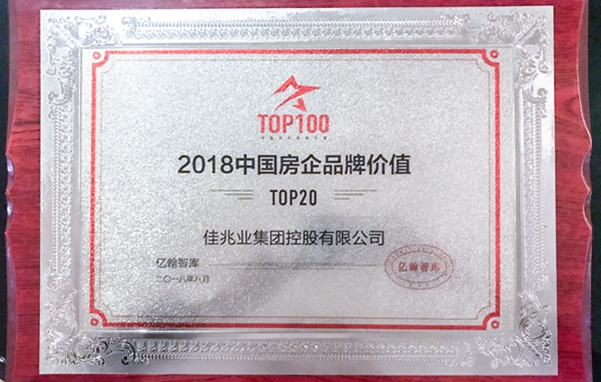 TOP100
2018中国房企品牌价值
TOP20
佳兆业集团控股有限公司
亿翰智库
二〇一八年八月
亿翰智库